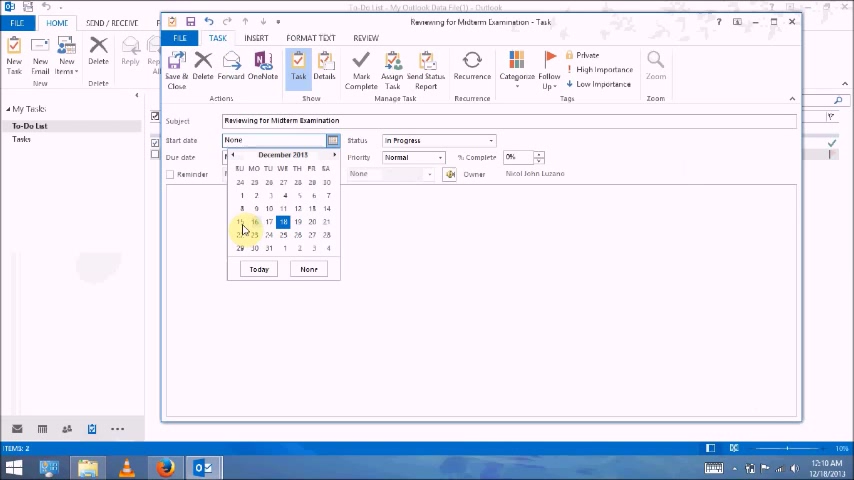 To-Do List - My Outlook Data File(1) - Outlook
FILE HOME SEND / RECEIVE
New Task
New Email
New Items
Delete
Reply
New
Delete
My Tasks
To-Do List
Tasks
Reviewing for Midterm Examination - Task
FILE TASK INSERT FORMAT TEXT REVIEW
Save & Close
Delete
Forward
OneNote
Task
Details
Mark Complete
Assign Task
Send Status Report
Recurrence
Categorize
Follow Up
Private
High Importance
Low Importance
Zoom
Actions Show Manage Task Recurrence Tags Zoom
Subject Reviewing for Midterm Examination
Start date None Status In Progress
Due date Priority Normal % Complete 0%
Reminder None Owner Nicol John Luzano
December 2013
SU MO TU WE TH FR SA
24 25 26 27 28 29 30
1 2 3 4 5 6 7
8 9 10 11 12 13 14
15 16 17 18 19 20 21
22 23 24 25 26 27 28
29 30 31 1 2 3 4
Today None
ITEMS: 2
10%
12:10 AM
12/18/2013